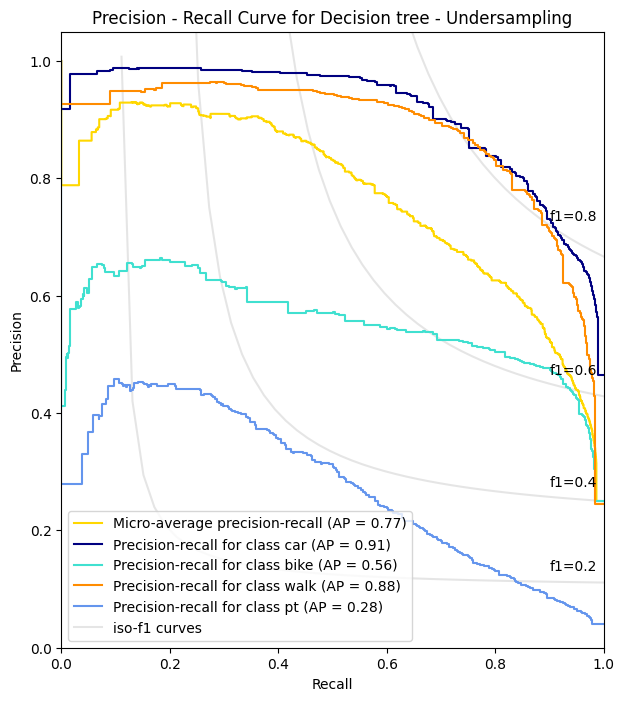 Precision - Recall Curve for Decision tree - Undersampling
1.0
0.8
0.6
0.4
0.2
0.0
Precision
f1=0.8
f1=0.6
f1=0.4
f1=0.2
Micro-average precision-recall (AP = 0.77)
Precision-recall for class car (AP = 0.91)
Precision-recall for class bike (AP = 0.56)
Precision-recall for class walk (AP = 0.88)
Precision-recall for class pt (AP = 0.28)
iso-f1 curves
0.0 0.2 0.4 0.6 0.8 1.0
Recall